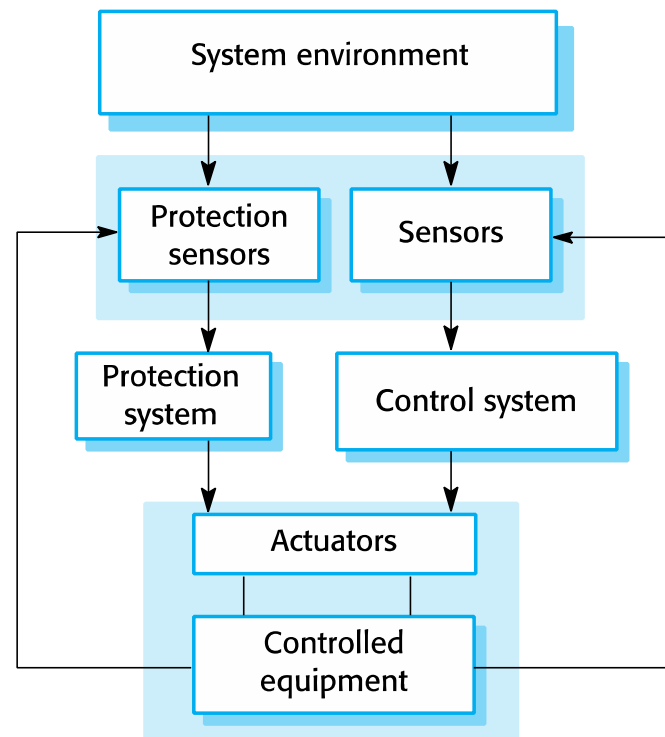 System environment
Protection
sensors
Sensors
Protection
system
Control system
Actuators
Controlled
equipment